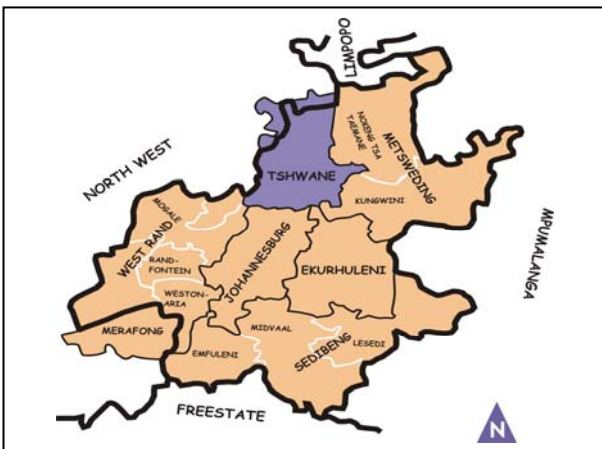 LIMPOPO
NORTH WEST
NOKENG TSA
TAEMANE
METSWEDING
TSHWANE
KUNGWINI
MPUMALANGA
MOGALE
WEST RAND
RAND-
FONTEIN
JOHANNESBURG
EKURHULENI
WESTON-
ARIA
MERAFONG
MIDVAAL
EMFULENI
SEDIBENG
LESEDI
FREESTATE
N